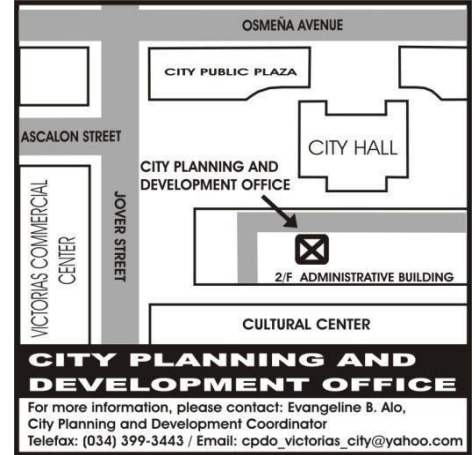 OSMEÑA AVENUE
CITY PUBLIC PLAZA
ASCALON STREET
CITY HALL
CITY PLANNING AND
DEVELOPMENT OFFICE
VICTORIAS COMMERCIAL
CENTER
JOVER STREET
2/F ADMINISTRATIVE BUILDING
CULTURAL CENTER
CITY PLANNING AND
DEVELOPMENT OFFICE
For more information, please contact: Evangeline B. Alo,
City Planning and Development Coordinator
Telefax: (034) 399-3443 / Email: cpdo_victorias_city@yahoo.com